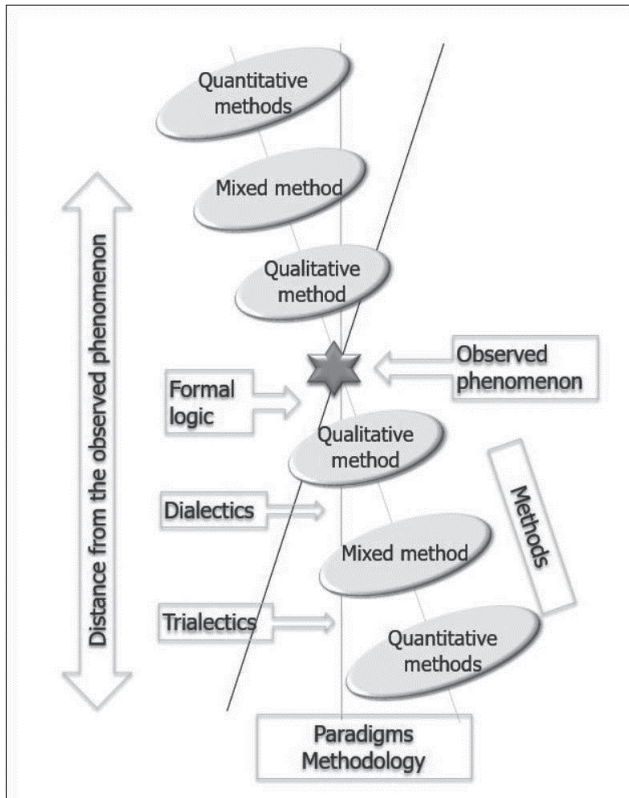 Quantitative
methods
Mixed method
Qualitative
method
Distance from the observed phenomenon
Observed
phenomenon
Formal
logic
Qualitative
method
Methods
Dialectics
Mixed method
Trialectics
Quantitative
methods
Paradigms
Methodology